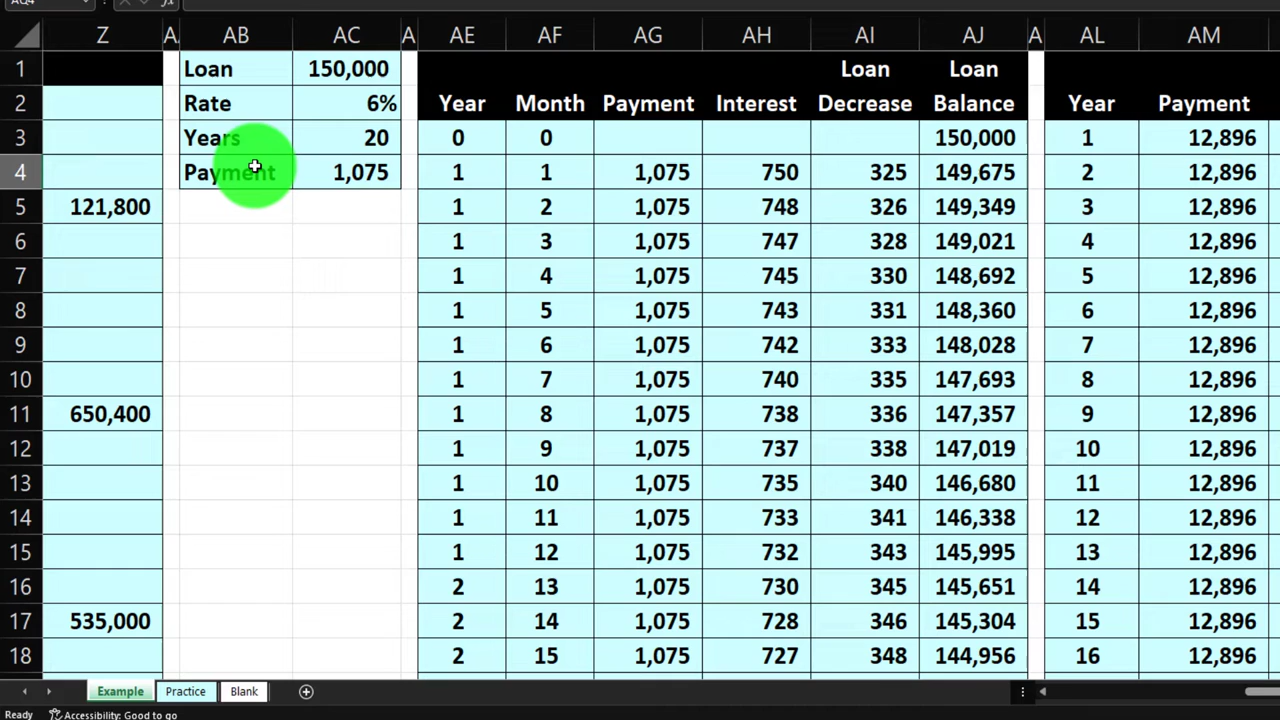 AQ4 fx
Z A AB AC A AE AF AG AH AI AJ A AL AM
1 Loan 150,000 Loan Loan
2 Rate 6% Year Month Payment Interest Decrease Balance Year Payment
3 Years 20 0 0 150,000 1 12,896
4 Payment 1,075 1 1 1,075 750 325 149,675 2 12,896
5 121,800 1 2 1,075 748 326 149,349 3 12,896
6 1 3 1,075 747 328 149,021 4 12,896
7 1 4 1,075 745 330 148,692 5 12,896
8 1 5 1,075 743 331 148,360 6 12,896
9 1 6 1,075 742 333 148,028 7 12,896
10 1 7 1,075 740 335 147,693 8 12,896
11 650,400 1 8 1,075 738 336 147,357 9 12,896
12 1 9 1,075 737 338 147,019 10 12,896
13 1 10 1,075 735 340 146,680 11 12,896
14 1 11 1,075 733 341 146,338 12 12,896
15 1 12 1,075 732 343 145,995 13 12,896
16 2 13 1,075 730 345 145,651 14 12,896
17 535,000 2 14 1,075 728 346 145,304 15 12,896
18 2 15 1,075 727 348 144,956 16 12,896
Example Practice Blank
Ready Accessibility: Good to go